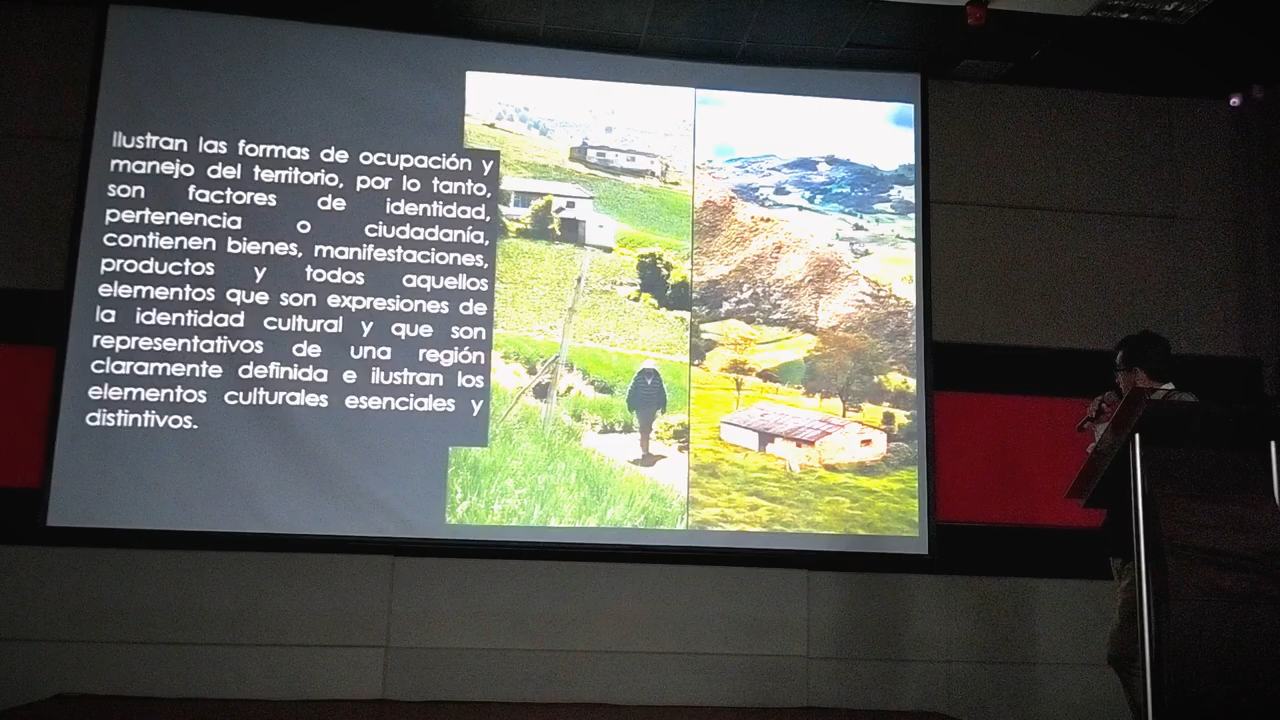 Ilustran las formas de ocupación y
manejo del territorio, por lo tanto,
son factores de identidad,
pertenencia o ciudadanía,
contienen bienes, manifestaciones,
productos y todos aquellos
elementos que son expresiones de
la identidad cultural y que son
representativos de una región
claramente definida e ilustran los
elementos culturales esenciales y
distintivos.